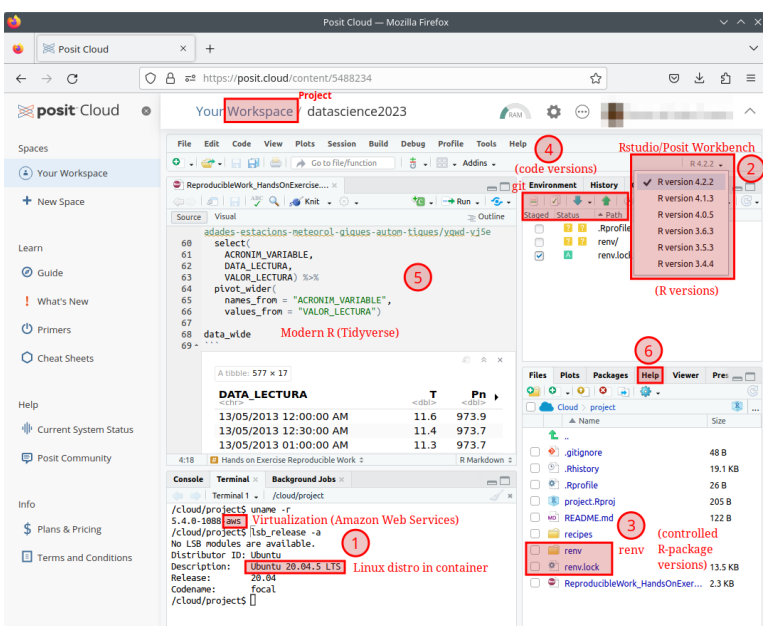 Posit Cloud — Mozilla Firefox
Posit Cloud
https://posit.cloud/content/5488234
posit Cloud
Project
Your Workspace / datascience2023
RAM
Spaces
Your Workspace
New Space
Learn
Guide
What's New
Primers
Cheat Sheets
Help
Current System Status
Posit Community
Info
Plans & Pricing
Terms and Conditions
File Edit Code View Plots Session Build Debug Profile Tools Help
Go to file/function
Addins
ReproducibleWork_HandsOnExercise....
ABC
Knit
Run
Source Visual
Outline
adades-estacions-meteorol-giques-autom-tiques/yqwd-vj5e
60 select(
61 ACRONIM_VARIABLE,
62 DATA_LECTURA,
63 VALOR_LECTURA) %>%
64 pivot_wider(
65 names_from = "ACRONIM_VARIABLE",
66 values_from = "VALOR_LECTURA")
67
68 data_wide
69 ```
5
Modern R (Tidyverse)
A tibble: 577 × 17
DATA_LECTURA T Pn
<chr> <dbl> <dbl>
13/05/2013 12:00:00 AM 11.6 973.9
13/05/2013 12:30:00 AM 11.4 973.7
13/05/2013 01:00:00 AM 11.3 973.7
4:18 Hands on Exercise Reproducible Work R Markdown
Console Terminal Background Jobs
Terminal 1 /cloud/project
/cloud/project$ uname -r
5.4.0-1088-aws
Virtualization (Amazon Web Services)
/cloud/project$ lsb_release -a
No LSB modules are available.
Distributor ID: Ubuntu
Description: Ubuntu 20.04.5 LTS
Release: 20.04
Codename: focal
/cloud/project$
1
Linux distro in container
4
(code versions)
git
Rstudio/Posit Workbench
2
R 4.2.2
R version 4.2.2
R version 4.1.3
R version 4.0.5
R version 3.6.3
R version 3.5.3
R version 3.4.4
(R versions)
Environment History
Staged Status Path
.Rprofile
renv/
A renv.lock
6
Files Plots Packages Help Viewer Pres
Cloud project
Name Size
..
.gitignore 48 B
.Rhistory 19.1 KB
.Rprofile 26 B
project.Rproj 205 B
README.md 122 B
recipes
renv
renv.lock 13.5 KB
ReproducibleWork_HandsOnExer... 2.3 KB
3
renv
(controlled
R-package
versions)